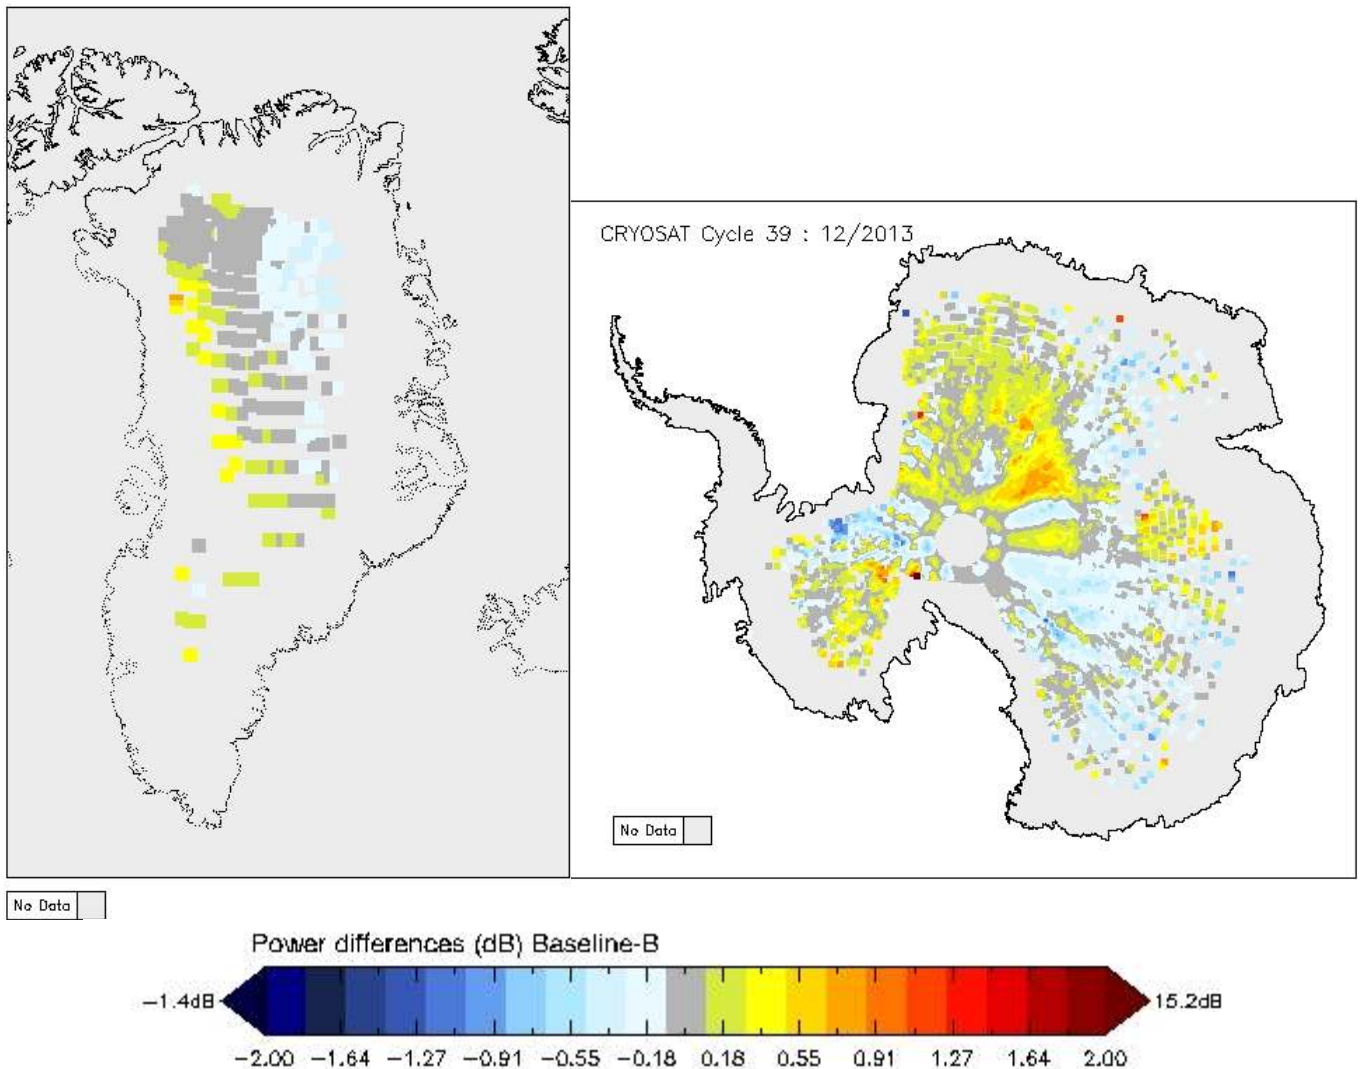 CRYOSAT Cycle 39 : 12/2013
No Data
No Data
Power differences (dB) Baseline-B
−1.4dB
15.2dB
−2.00 −1.64 −1.27 −0.91 −0.55 −0.18 0.18 0.55 0.91 1.27 1.64 2.00